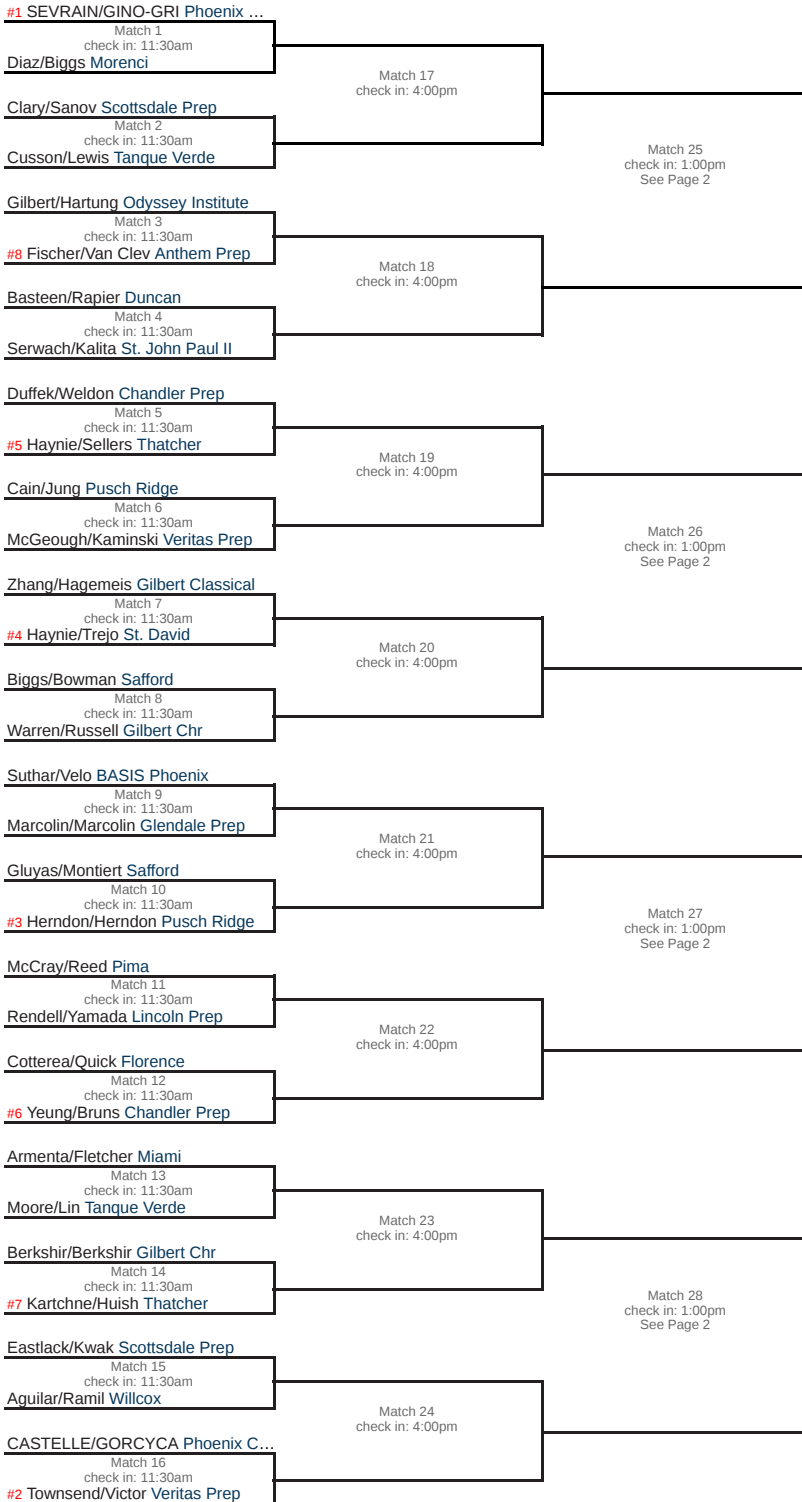 #1 SEVRAIN/GINO-GRI Phoenix ...
Match 1
check in: 11:30am
Diaz/Biggs Morenci
Match 17
check in: 4:00pm
Clary/Sanov Scottsdale Prep
Match 2
check in: 11:30am
Cusson/Lewis Tanque Verde
Match 25
check in: 1:00pm
See Page 2
Gilbert/Hartung Odyssey Institute
Match 3
check in: 11:30am
#8 Fischer/Van Clev Anthem Prep
Match 18
check in: 4:00pm
Basteen/Rapier Duncan
Match 4
check in: 11:30am
Serwach/Kalita St. John Paul II
Duffek/Weldon Chandler Prep
Match 5
check in: 11:30am
#5 Haynie/Sellers Thatcher
Match 19
check in: 4:00pm
Cain/Jung Pusch Ridge
Match 6
check in: 11:30am
McGeough/Kaminski Veritas Prep
Match 26
check in: 1:00pm
See Page 2
Zhang/Hagemeis Gilbert Classical
Match 7
check in: 11:30am
#4 Haynie/Trejo St. David
Match 20
check in: 4:00pm
Biggs/Bowman Safford
Match 8
check in: 11:30am
Warren/Russell Gilbert Chr
Suthar/Velo BASIS Phoenix
Match 9
check in: 11:30am
Marcolin/Marcolin Glendale Prep
Match 21
check in: 4:00pm
Gluyas/Montiert Safford
Match 10
check in: 11:30am
#3 Herndon/Herndon Pusch Ridge
Match 27
check in: 1:00pm
See Page 2
McCray/Reed Pima
Match 11
check in: 11:30am
Rendell/Yamada Lincoln Prep
Match 22
check in: 4:00pm
Cotterea/Quick Florence
Match 12
check in: 11:30am
#6 Yeung/Bruns Chandler Prep
Armenta/Fletcher Miami
Match 13
check in: 11:30am
Moore/Lin Tanque Verde
Match 23
check in: 4:00pm
Berkshir/Berkshir Gilbert Chr
Match 14
check in: 11:30am
#7 Kartchne/Huish Thatcher
Match 28
check in: 1:00pm
See Page 2
Eastlack/Kwak Scottsdale Prep
Match 15
check in: 11:30am
Aguilar/Ramil Willcox
Match 24
check in: 4:00pm
CASTELLE/GORCYCA Phoenix C...
Match 16
check in: 11:30am
#2 Townsend/Victor Veritas Prep